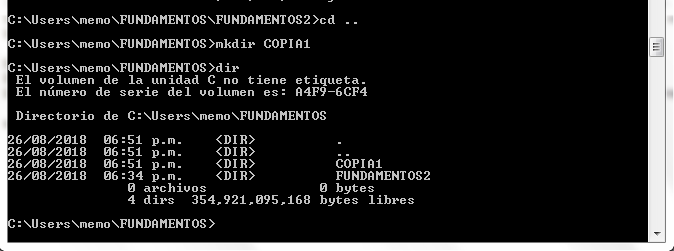 C:\Users\memo\FUNDAMENTOS\FUNDAMENTOS2>cd ..
C:\Users\memo\FUNDAMENTOS>mkdir COPIA1
C:\Users\memo\FUNDAMENTOS>dir
El volumen de la unidad C no tiene etiqueta.
El número de serie del volumen es: A4F9-6CF4
Directorio de C:\Users\memo\FUNDAMENTOS
26/08/2018 06:51 p.m. <DIR> .
26/08/2018 06:51 p.m. <DIR> ..
26/08/2018 06:51 p.m. <DIR> COPIA1
26/08/2018 06:34 p.m. <DIR> FUNDAMENTOS2
0 archivos 0 bytes
4 dirs 354,921,095,168 bytes libres
C:\Users\memo\FUNDAMENTOS>